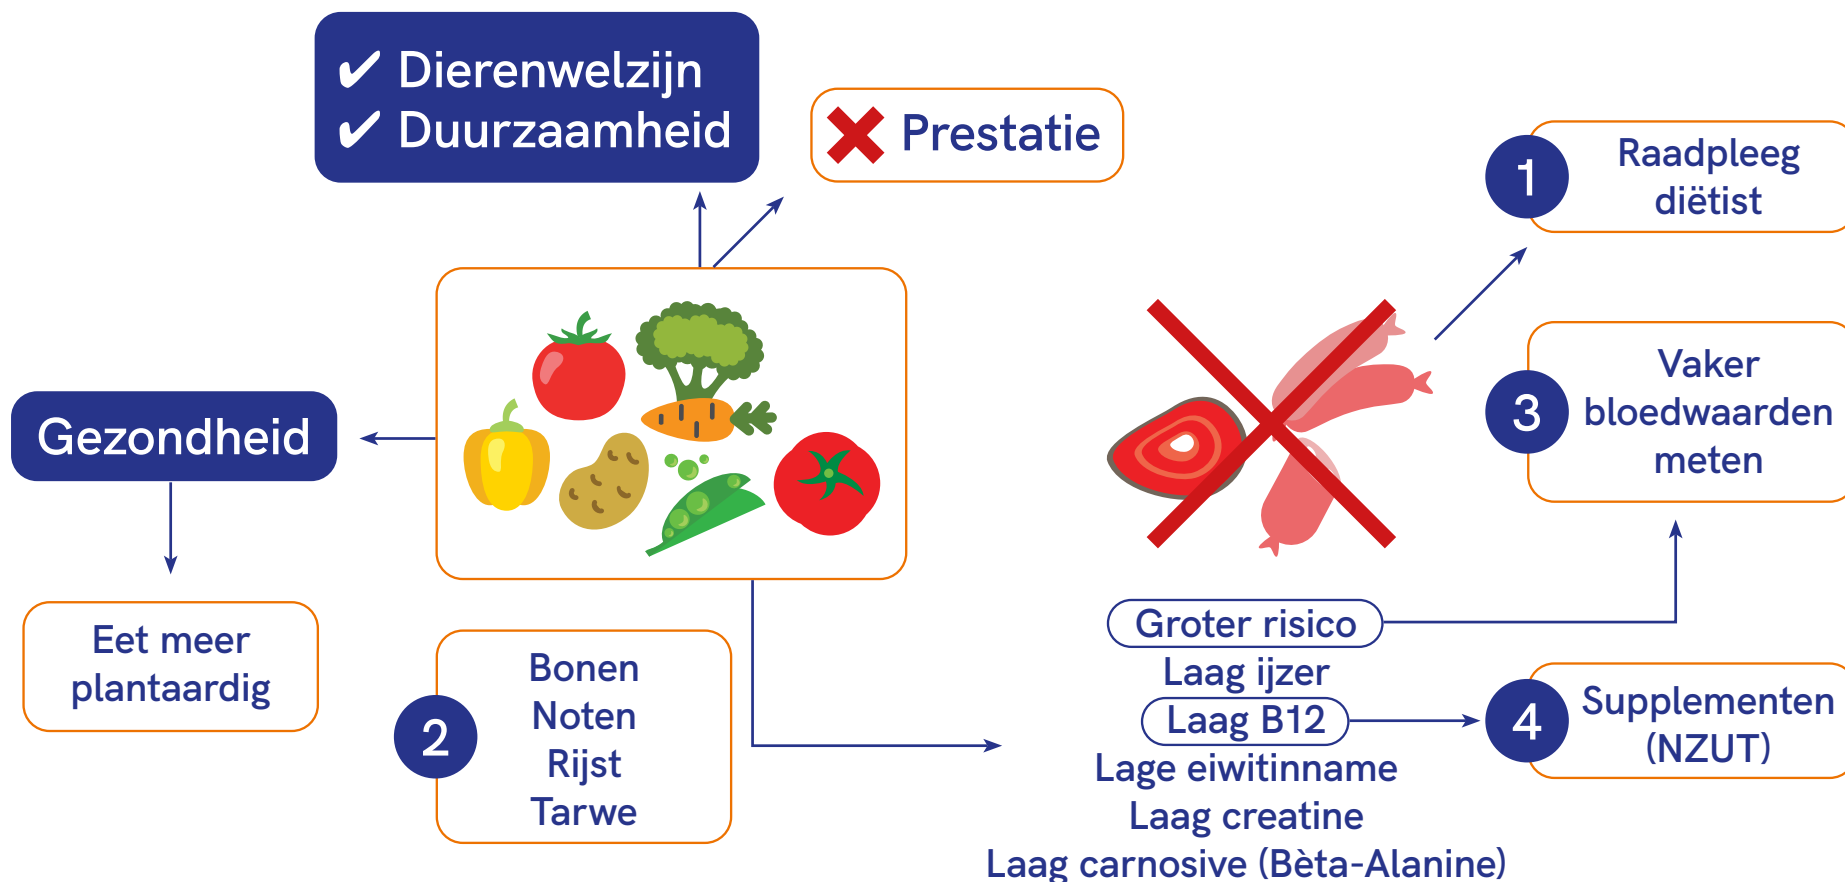 ✔ Dierenwelzijn
✔ Duurzaamheid
Prestatie
1
Raadpleeg
diëtist
Gezondheid
3
Vaker
bloedwaarden
meten
Eet meer
plantaardig
2
Bonen
Noten
Rijst
Tarwe
Groter risico
Laag ijzer
Laag B12
Lage eiwitinname
Laag creatine
Laag carnosive (Bèta-Alanine)
4
Supplementen
(NZUT)